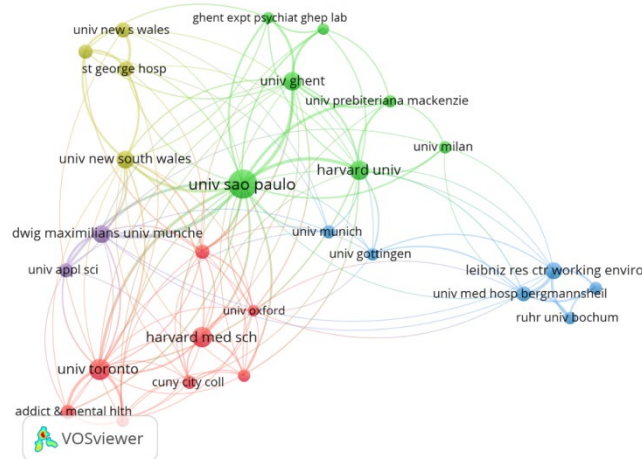 ghent expt psychiat ghep lab
univ new s wales
st george hosp
univ ghent
univ prebiteriana mackenzie
univ milan
univ new south wales
harvard univ
univ sao paulo
dwig maximilians univ munche
univ munich
univ gottingen
univ appl sci
leibniz res ctr working enviro
univ med hosp bergmannsheil
univ oxford
ruhr univ bochum
harvard med sch
univ toronto
cuny city coll
addict & mental hlth
VOSviewer